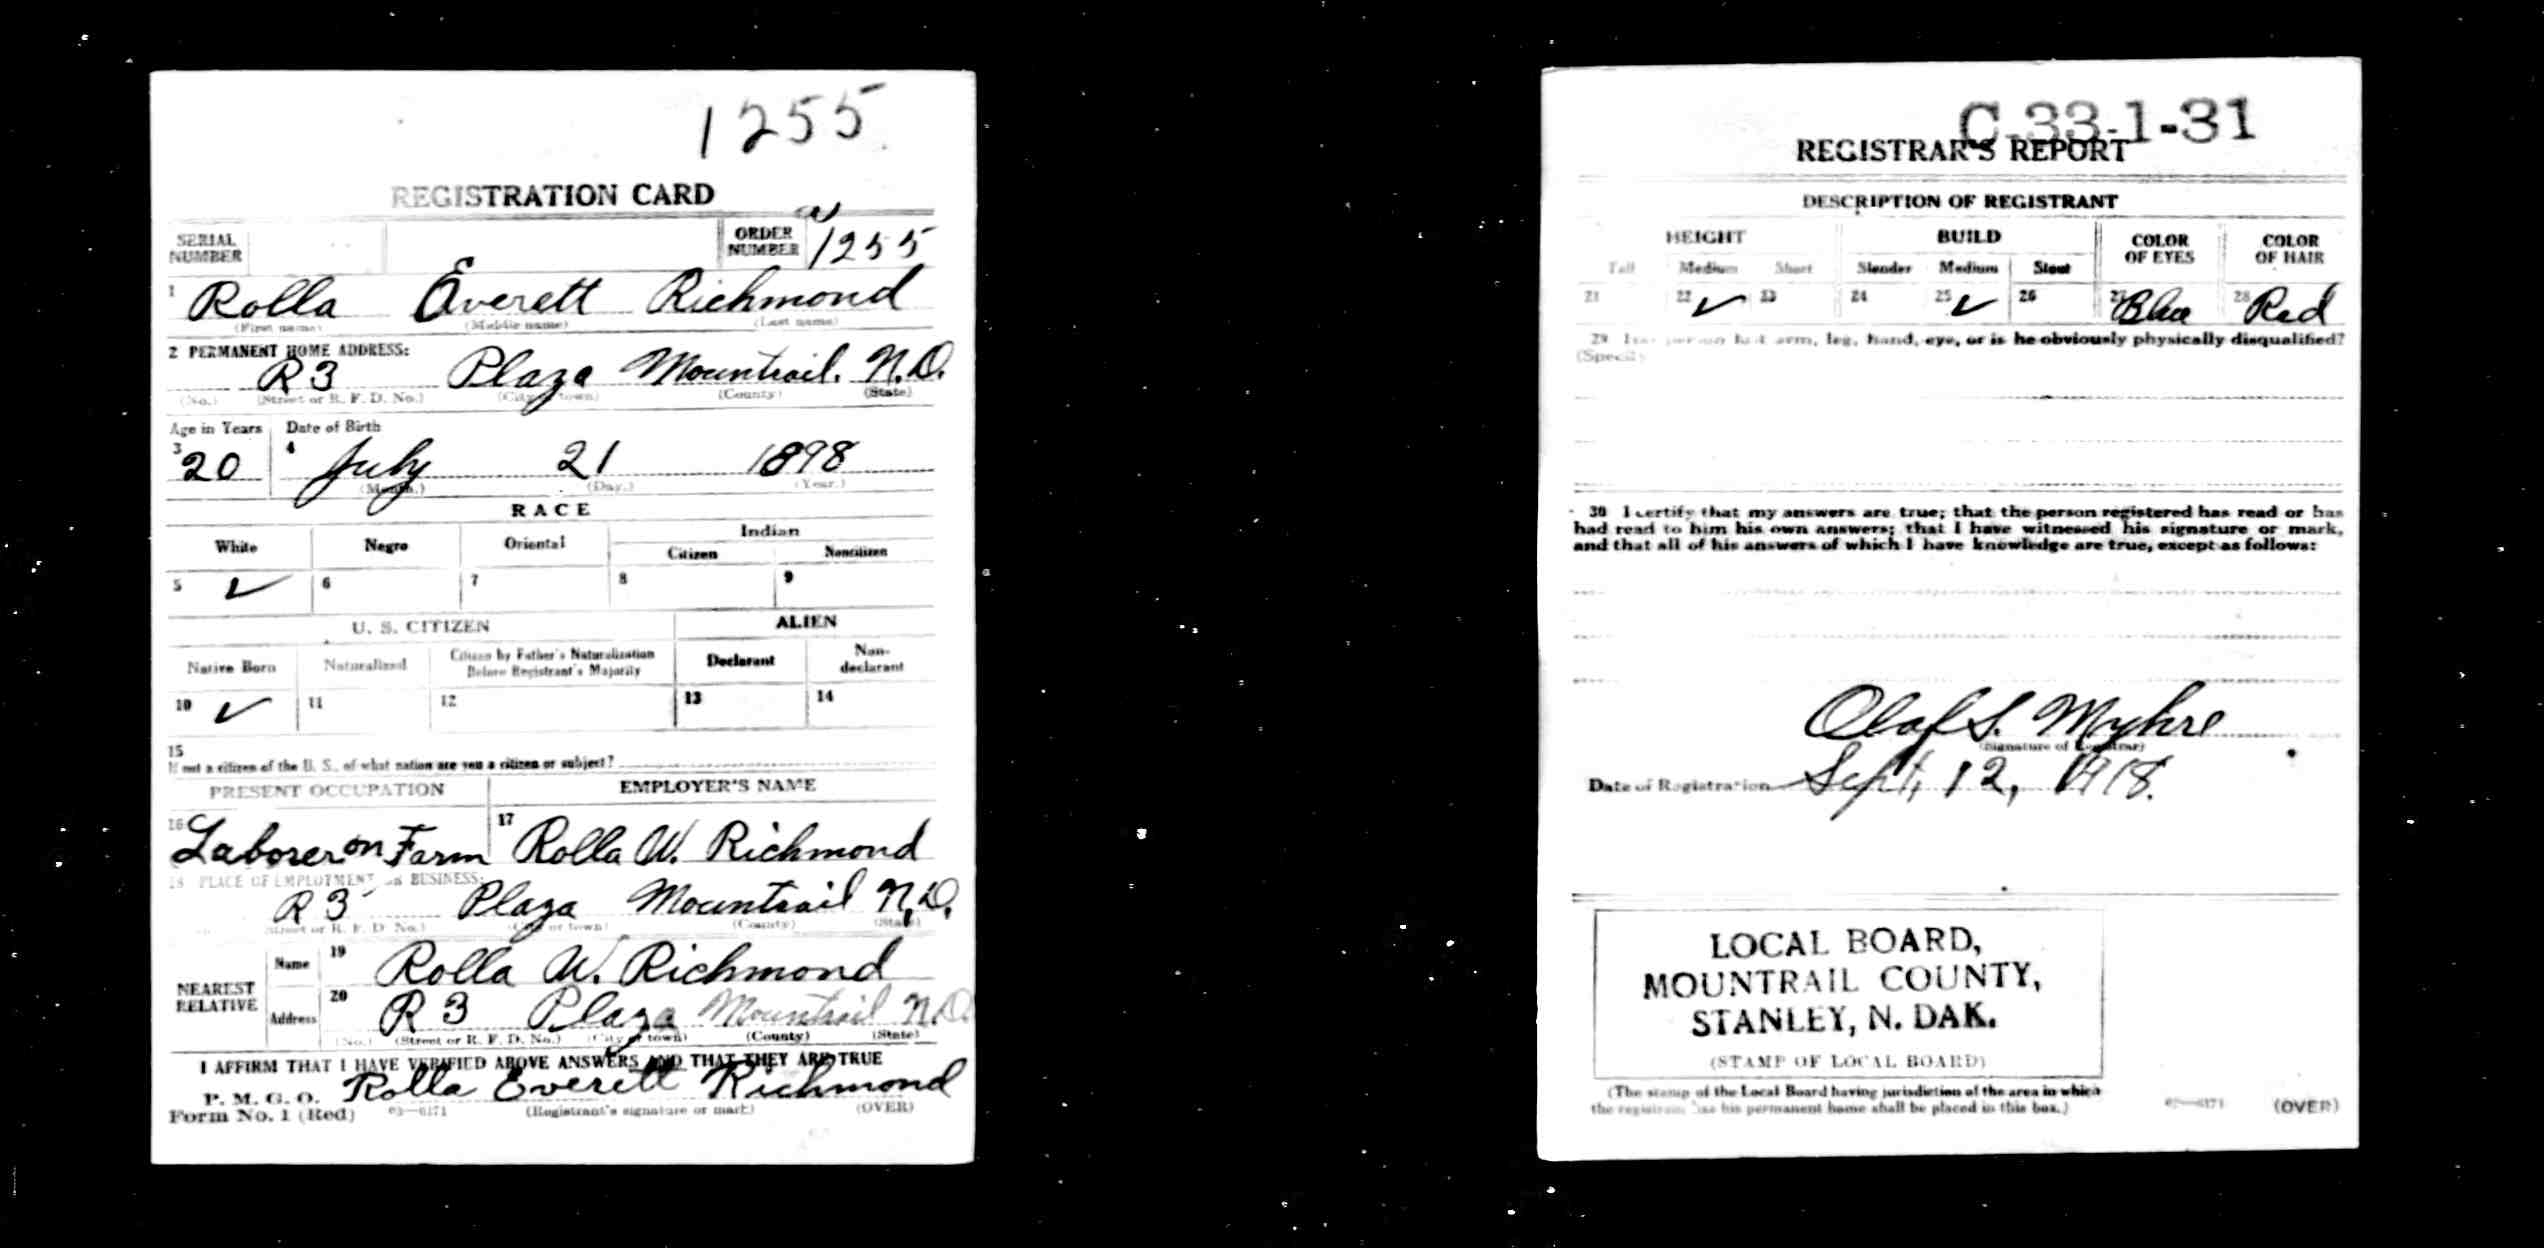 1255
REGISTRATION CARD
SERIAL NUMBER
ORDER NUMBER 1255
1 Rolla Everett Richmond
(First name) (Middle name) (Last name)
2 PERMANENT HOME ADDRESS:
R 3 Plaza Mountrail. N.D.
(No.) (Street or R. F. D. No.) (City or town) (County) (State)
Age in Years Date of Birth
3 20 4 July 21 1898
(Month.) (Day.) (Year.)
RACE
White Negro Oriental Indian
Citizen Noncitizen
5 ✓ 6 7 8 9
U. S. CITIZEN ALIEN
Native Born Naturalized Citizen by Father's Naturalization Before Registrant's Majority Declarant Non-declarant
10 ✓ 11 12 13 14
15
If not a citizen of the U. S., of what nation are you a citizen or subject?
PRESENT OCCUPATION EMPLOYER'S NAME
16 Laborer on Farm 17 Rolla W. Richmond
18 PLACE OF EMPLOYMENT OR BUSINESS:
R 3 Plaza Mountrail N.D.
(Street or R. F. D. No.) (City or town) (County) (State)
NEAREST RELATIVE
Name 19 Rolla W. Richmond
Address 20 R 3 Plaza Mountrail N.D.
(No.) (Street or R. F. D. No.) (City or town) (County) (State)
I AFFIRM THAT I HAVE VERIFIED ABOVE ANSWERS AND THAT THEY ARE TRUE
P. M. G. O. Rolla Everett Richmond
Form No. 1 (Red) 03—6171 (Registrant's signature or mark) (OVER)
C-33-1-31
REGISTRAR'S REPORT
DESCRIPTION OF REGISTRANT
HEIGHT BUILD COLOR OF EYES COLOR OF HAIR
Tall Medium Short Slender Medium Stout
21 22 ✓ 23 24 25 ✓ 26 27 Blue 28 Red
29 Has person lost arm, leg, hand, eye, or is he obviously physically disqualified?
(Specify
30 I certify that my answers are true; that the person registered has read or has
had read to him his own answers; that I have witnessed his signature or mark,
and that all of his answers of which I have knowledge are true, except as follows:
Olaf S. Myhre
(Signature of Registrar)
Date of Registration Sept, 12, 1918.
LOCAL BOARD,
MOUNTRAIL COUNTY,
STANLEY, N. DAK.
(STAMP OF LOCAL BOARD)
(The stamp of the Local Board having jurisdiction of the area in which
the registrant has his permanent home shall be placed in this box.)
03—6171 (OVER)